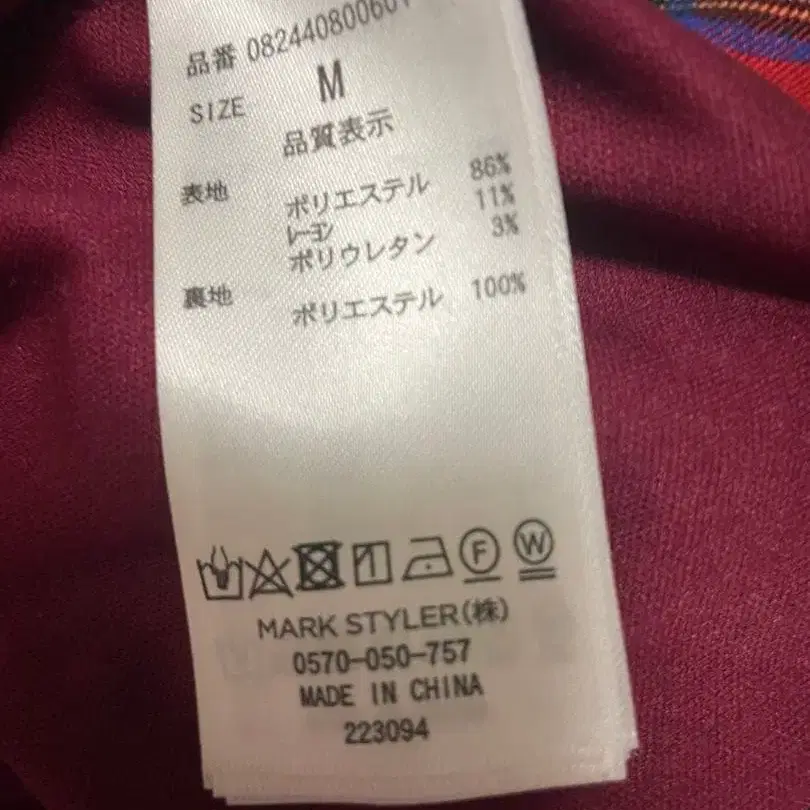 品番 082440800601
SIZE M
品質表示
表地 ポリエステル 86%
レーヨン 11%
ポリウレタン 3%
裏地 ポリエステル 100%
F W
MARK STYLER(株)
0570-050-757
MADE IN CHINA
223094